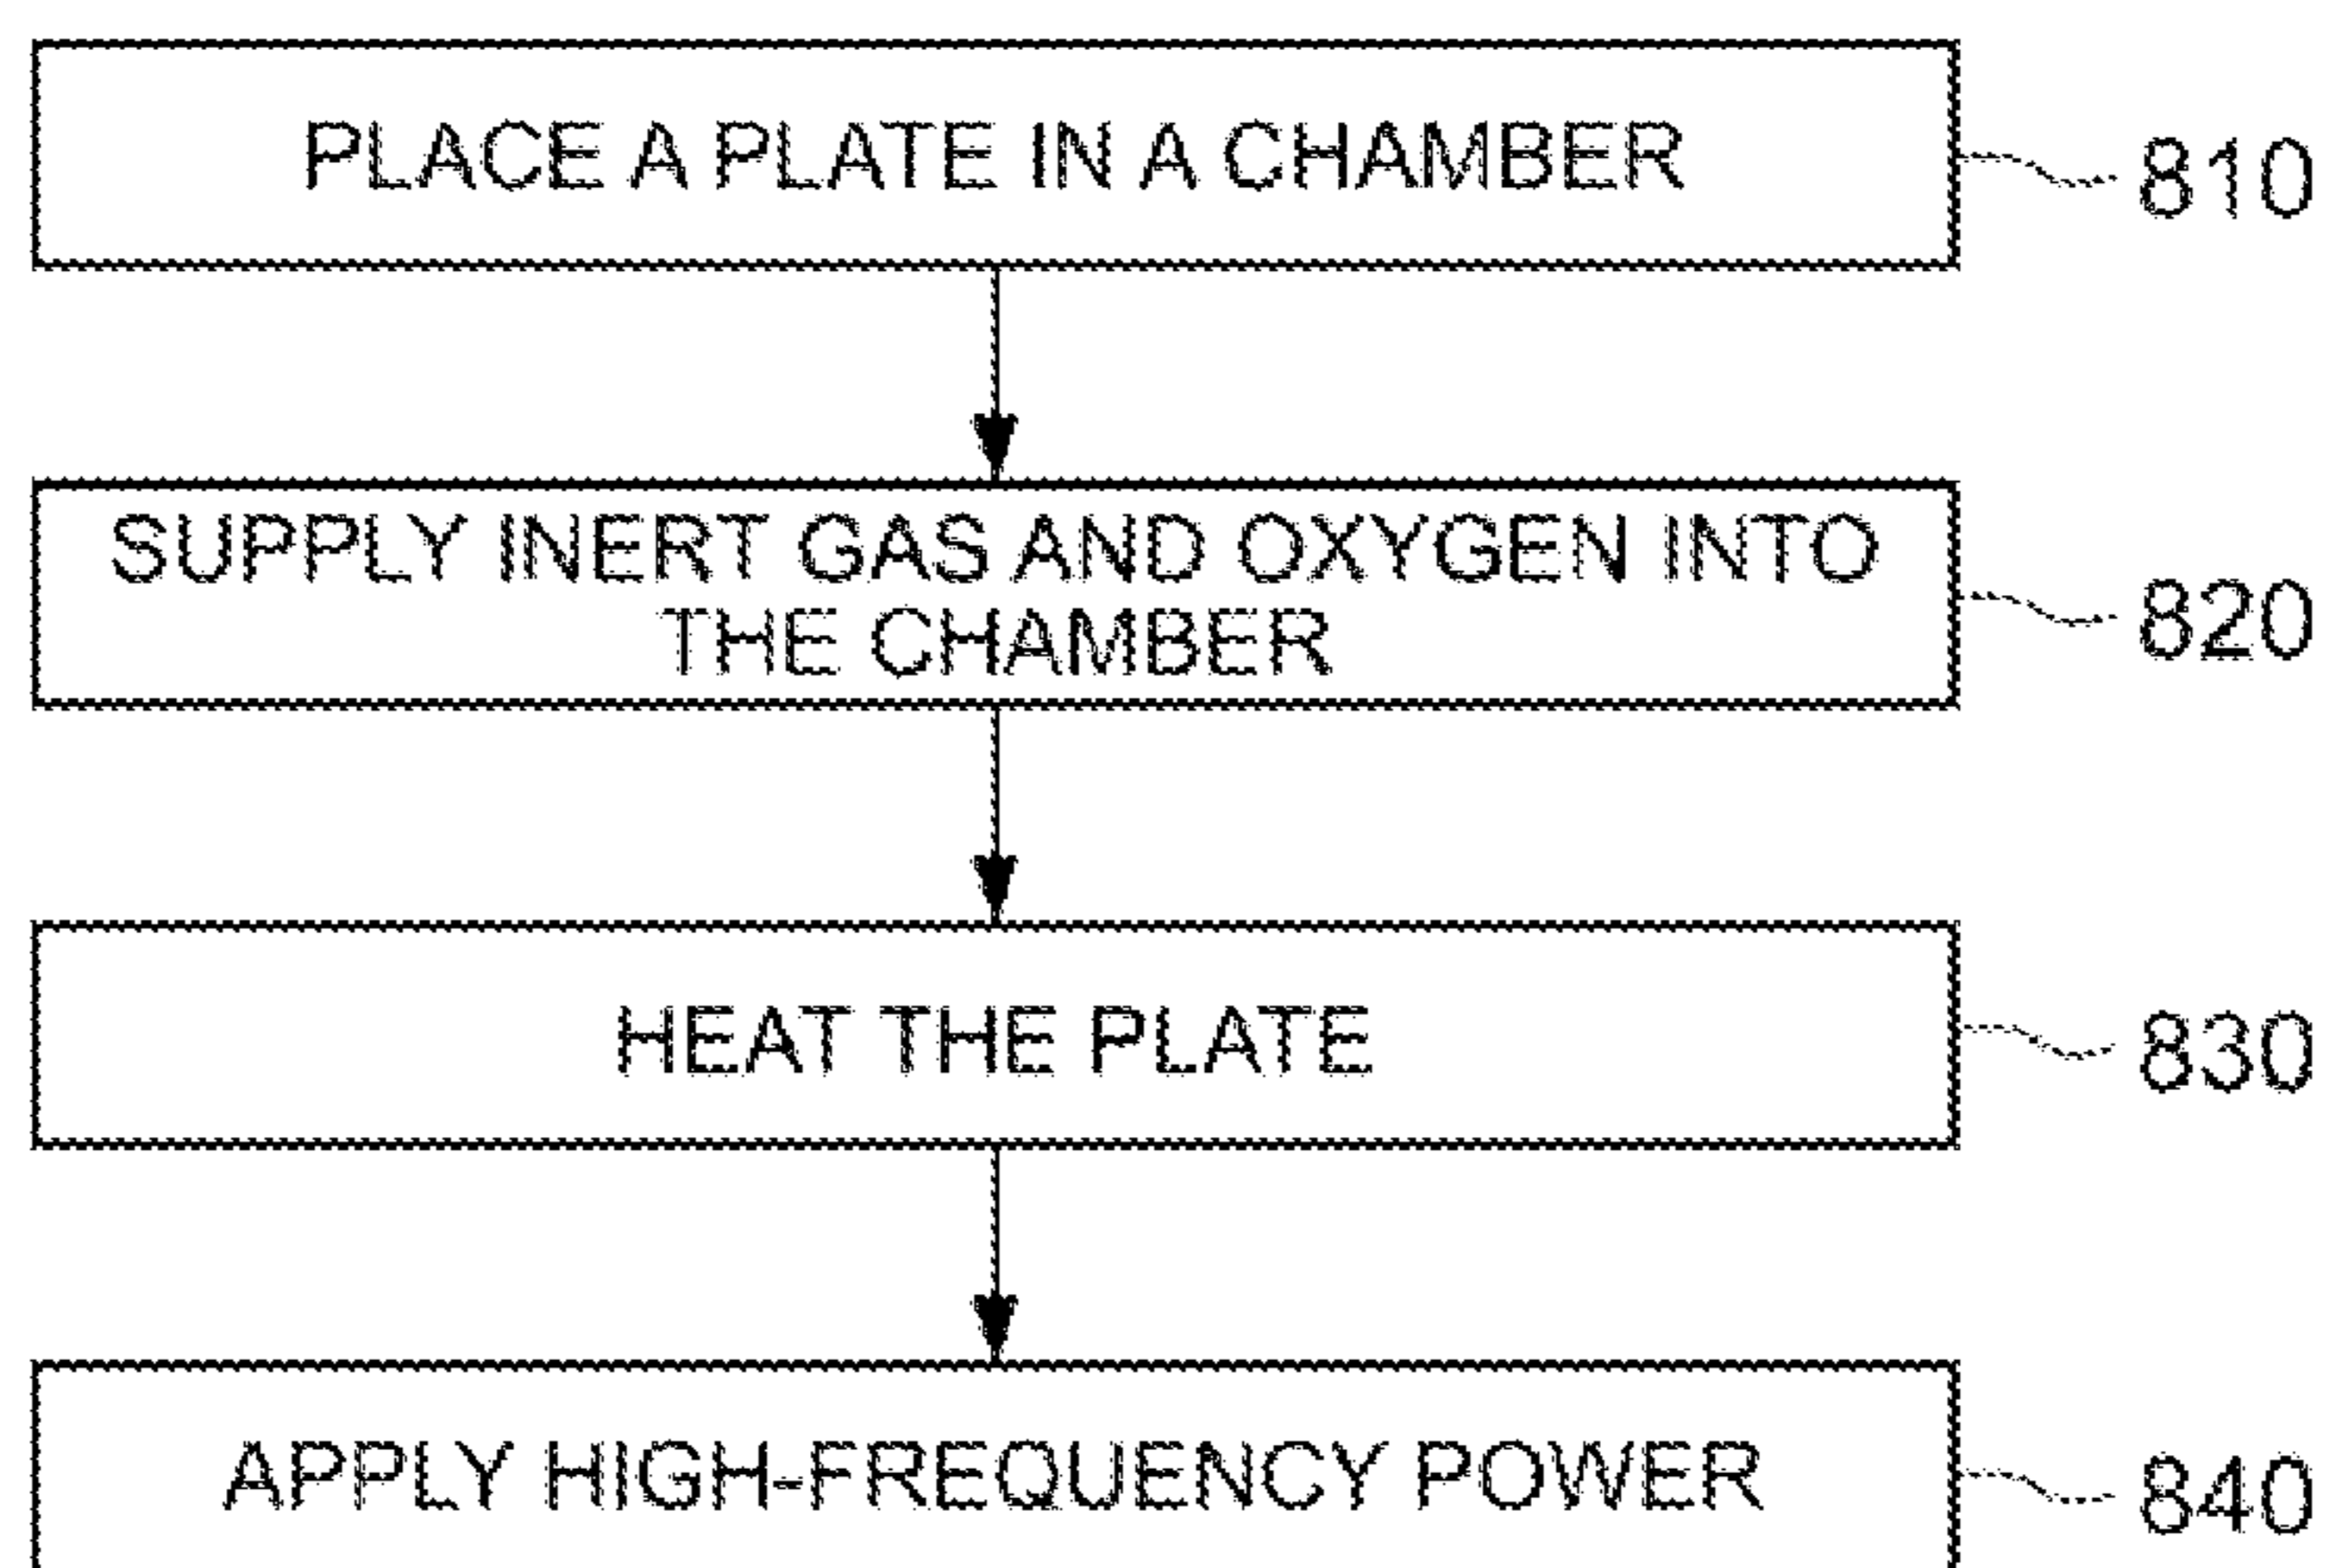 PLACE A PLATE IN A CHAMBER
810
SUPPLY INERT GAS AND OXYGEN INTO
THE CHAMBER
820
HEAT THE PLATE
830
APPLY HIGH-FREQUENCY POWER
840